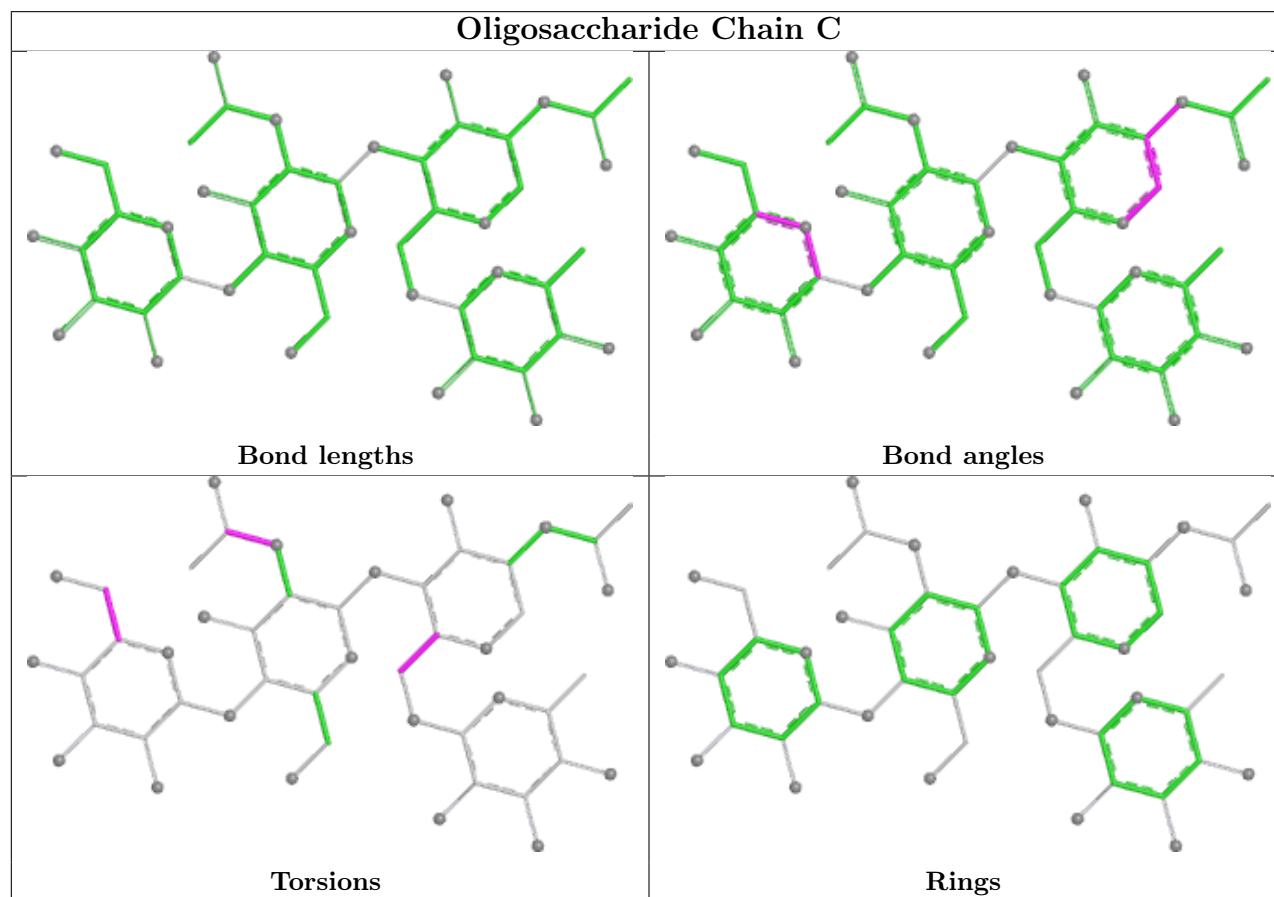 Oligosaccharide Chain C
Bond lengths
Bond angles
Torsions
Rings